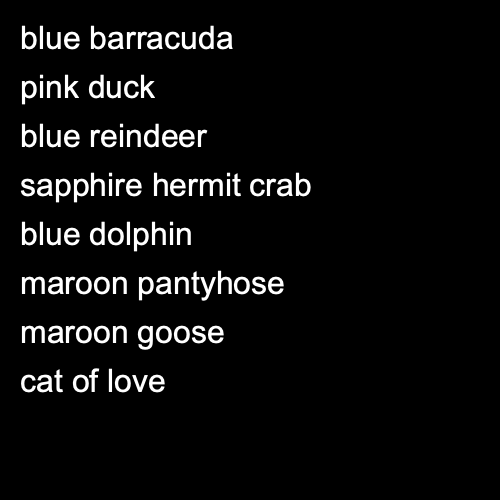 blue barracuda
pink duck
blue reindeer
sapphire hermit crab
blue dolphin
maroon pantyhose
maroon goose
cat of love